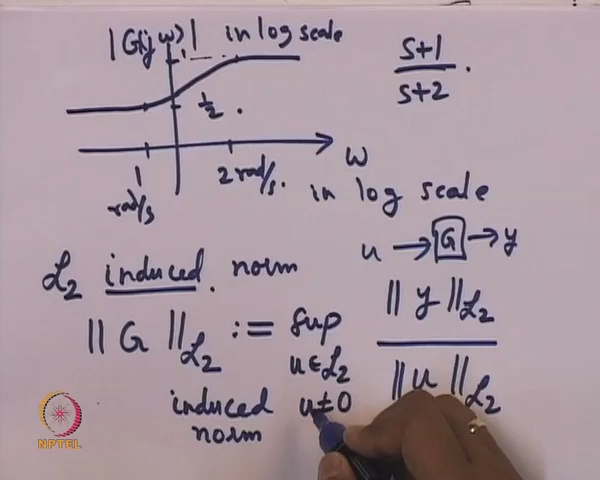 |G(jω)| in log scale
1
1/2
ω
1 rad/s
2 rad/s.
in log scale
s+1
s+2
u → G → y
L₂ induced norm
||G||L₂ := sup ||y||L₂ / ||u||L₂
u∈L₂
induced u≠0
norm
NPTEL